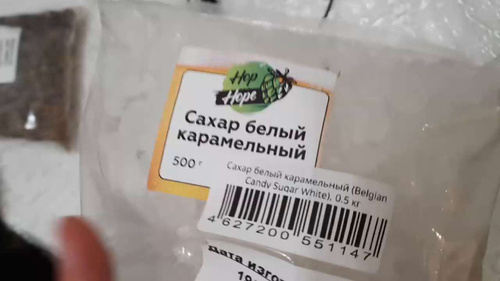 Hop
Hope
Сахар белый
карамельный
500 г
Сахар белый карамельный (Belgian
Candy Sugar White), 0.5 кг
4 627200 551147
Дата изгот